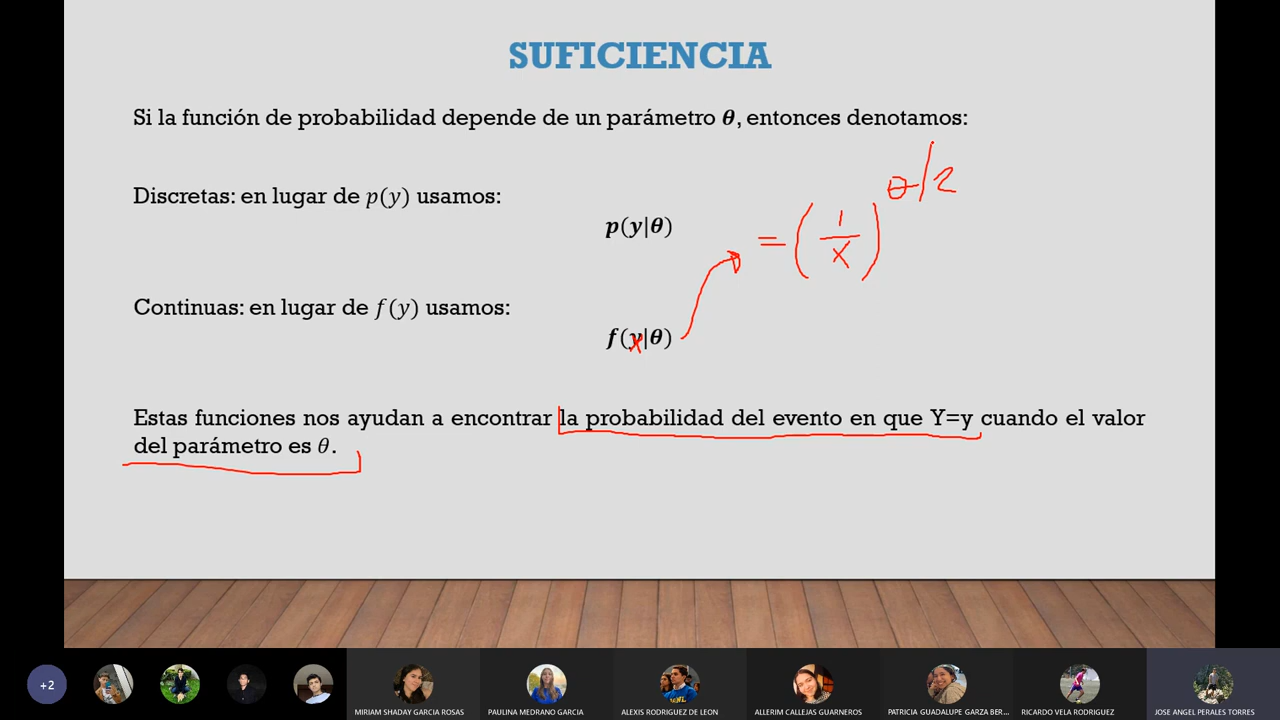 SUFICIENCIA
Si la función de probabilidad depende de un parámetro θ, entonces denotamos:
Discretas: en lugar de p(y) usamos:
p(y|θ)
= (1/x)^θ/2
Continuas: en lugar de f(y) usamos:
f(y|θ)
x
Estas funciones nos ayudan a encontrar la probabilidad del evento en que Y=y cuando el valor
del parámetro es θ.
+2
MIRIAM SHADAY GARCIA ROSAS
PAULINA MEDRANO GARCIA
ALEXIS RODRIGUEZ DE LEON
ALLERIM CALLEJAS GUARNEROS
PATRICIA GUADALUPE GARZA BER...
RICARDO VELA RODRIGUEZ
JOSE ANGEL PERALES TORRES